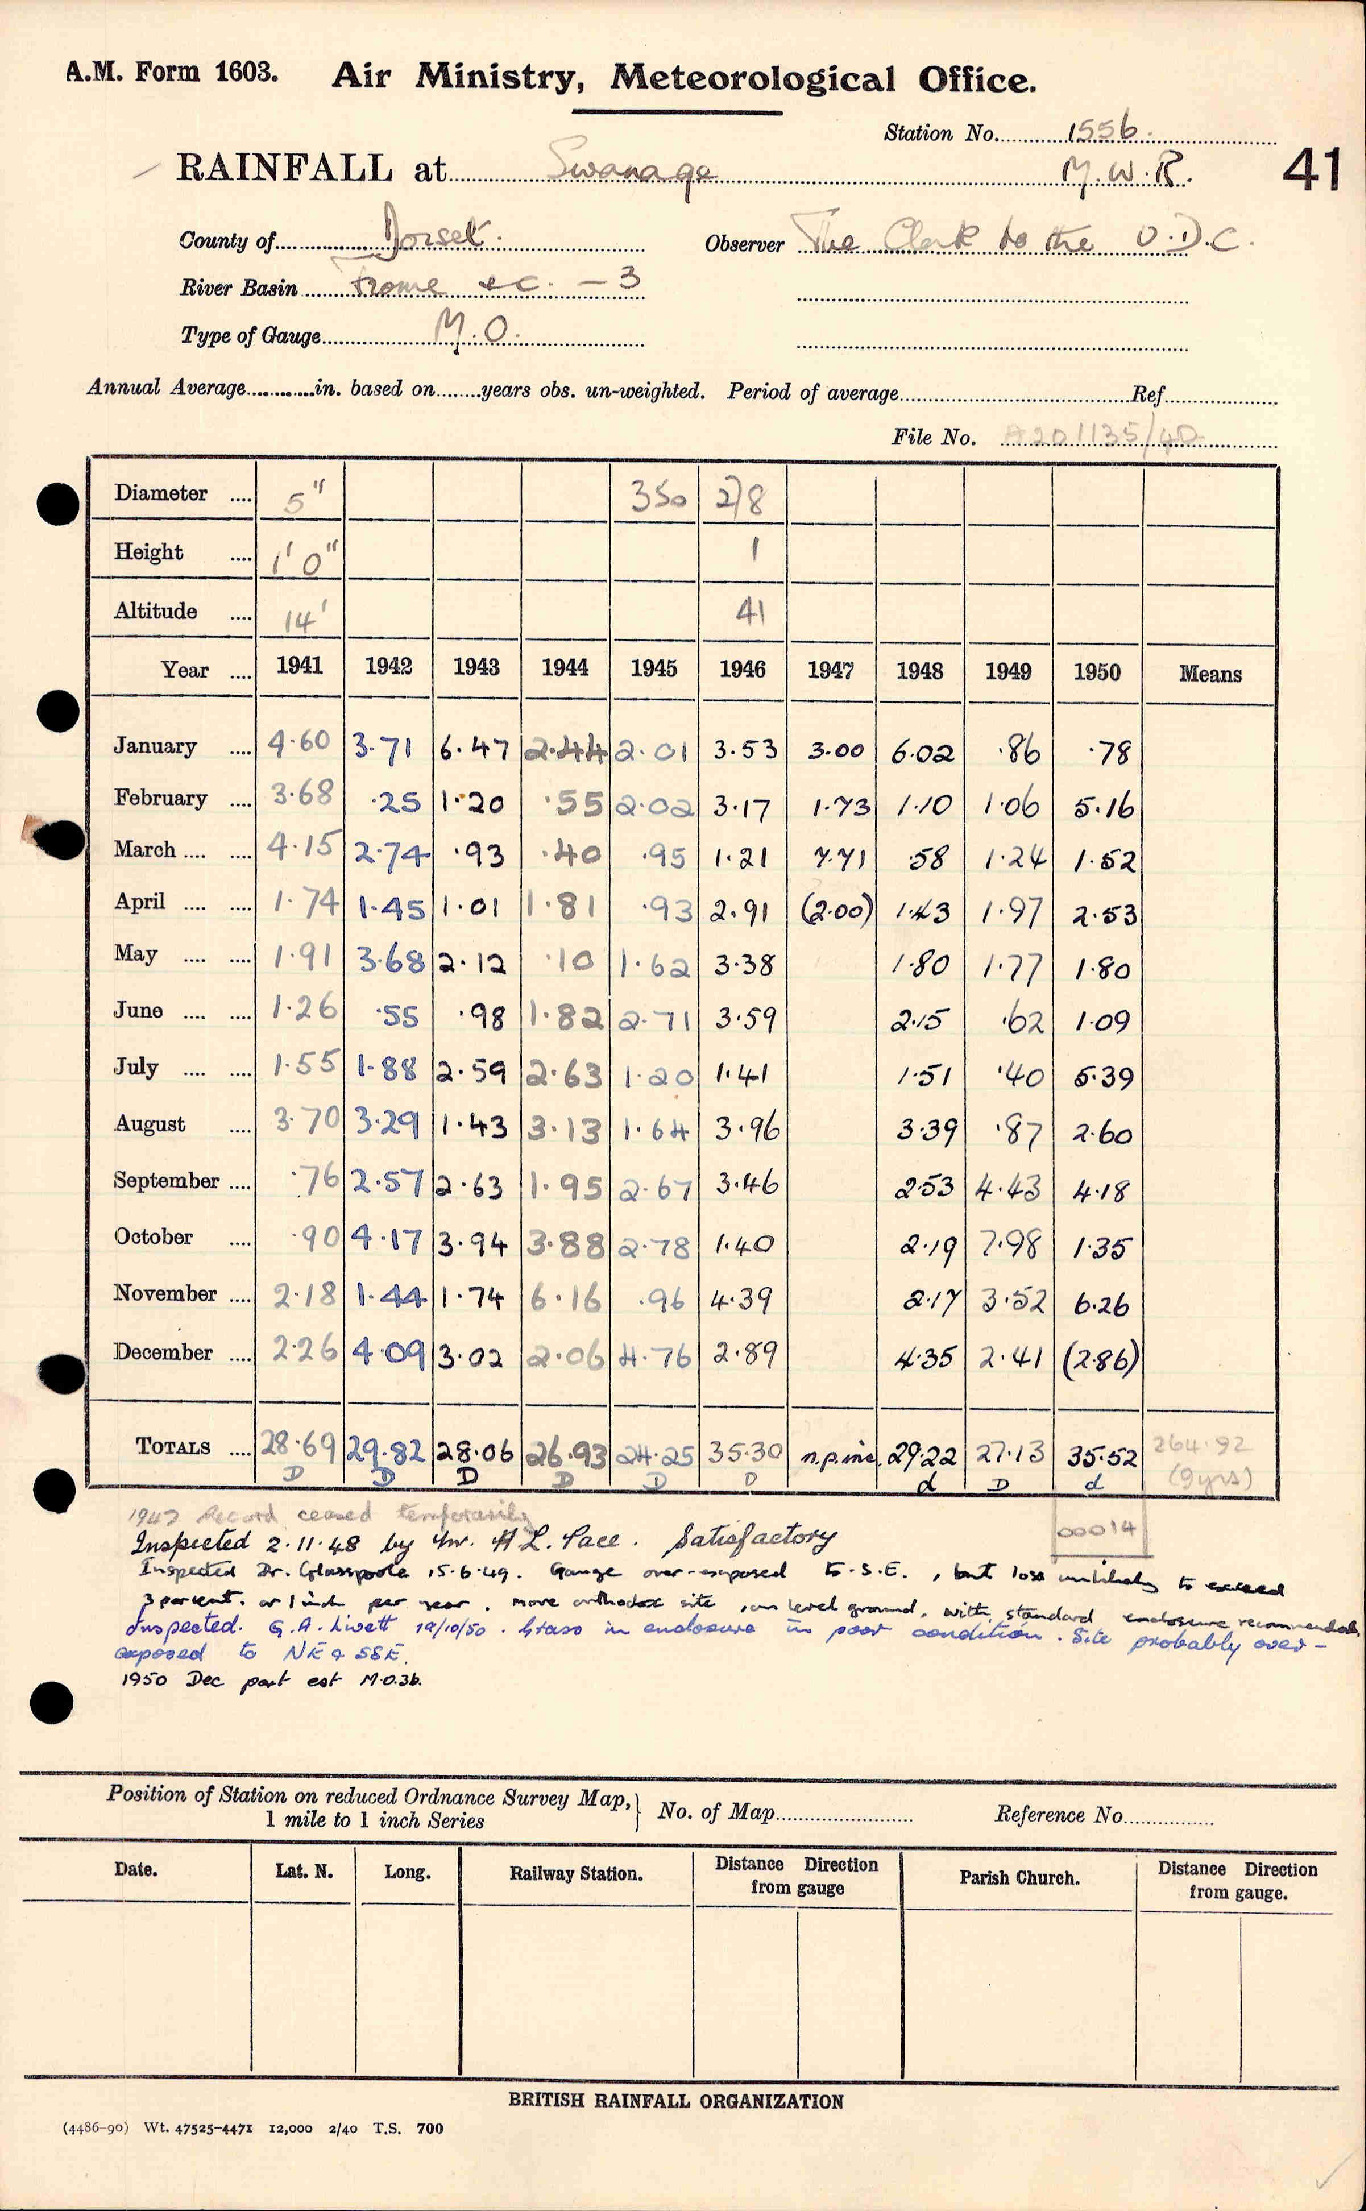 A.M. Form 1603. Air Ministry, Meteorological Office.
Station No. 1556.
RAINFALL at Swanage M.W.R. 41
County of Dorset. Observer The Clerk to the U.D.C.
River Basin Frome &c. - 3
Type of Gauge M.O.
Annual Average............in. based on........years obs. un-weighted. Period of average............Ref............
File No. A201135/40
Diameter .... 5" 350 2/8
Height .... 1' 0" 1
Altitude .... 14' 41
Year .... 1941 1942 1943 1944 1945 1946 1947 1948 1949 1950 Means
January .... 4·60 3·71 6·47 2·44 2·01 3·53 3·00 6·02 ·86 ·78
February .... 3·68 ·25 1·20 ·55 2·02 3·17 1·73 1·10 1·06 5·16
March .... .... 4·15 2·74 ·93 ·40 ·95 1·21 7·71 ·58 1·24 1·52
April .... .... 1·74 1·45 1·01 1·81 ·93 2·91 (2·00) 1·43 1·97 2·53
May .... .... 1·91 3·68 2·12 ·10 1·62 3·38 1·80 1·77 1·80
June .... .... 1·26 ·55 ·98 1·82 2·71 3·59 2·15 ·62 1·09
July .... .... 1·55 1·88 2·59 2·63 1·20 1·41 1·51 ·40 5·39
August .... 3·70 3·29 1·43 3·13 1·64 3·96 3·39 ·87 2·60
September .... ·76 2·57 2·63 1·95 2·67 3·46 2·53 4·43 4·18
October .... ·90 4·17 3·94 3·88 2·78 1·40 2·19 7·98 1·35
November .... 2·18 1·44 1·74 6·16 ·96 4·39 2·17 3·52 6·26
December .... 2·26 4·09 3·02 2·06 4·76 2·89 4·35 2·41 (2·86)
TOTALS .... 28·69 29·82 28·06 26·93 24·25 35·30 n.p.inc. 29·22 27·13 35·52 264·92
D D D D D D d D d (9yrs)
1947 Record ceased temporarily
00014
Inspected 2·11·48 by Mr. H.L. Pace. Satisfactory
Inspected Dr. Glasspoole 15·6·49. Gauge over-exposed to S.E., but loss unlikely to exceed
3 per cent. or 1 inch per year. More orthodox site, on level ground, with standard enclosure recommended.
Inspected. G.A. Livett 19/10/50. Grass in enclosure in poor condition. Site probably over-
exposed to NE & SSE.
1950 Dec part est M.O.3b.
Position of Station on reduced Ordnance Survey Map,
1 mile to 1 inch Series
No. of Map............ Reference No............
Date. Lat. N. Long. Railway Station. Distance Direction from gauge Parish Church. Distance Direction from gauge.
BRITISH RAINFALL ORGANIZATION
(4486-90) Wt. 47525-4471 12,000 2/40 T.S. 700